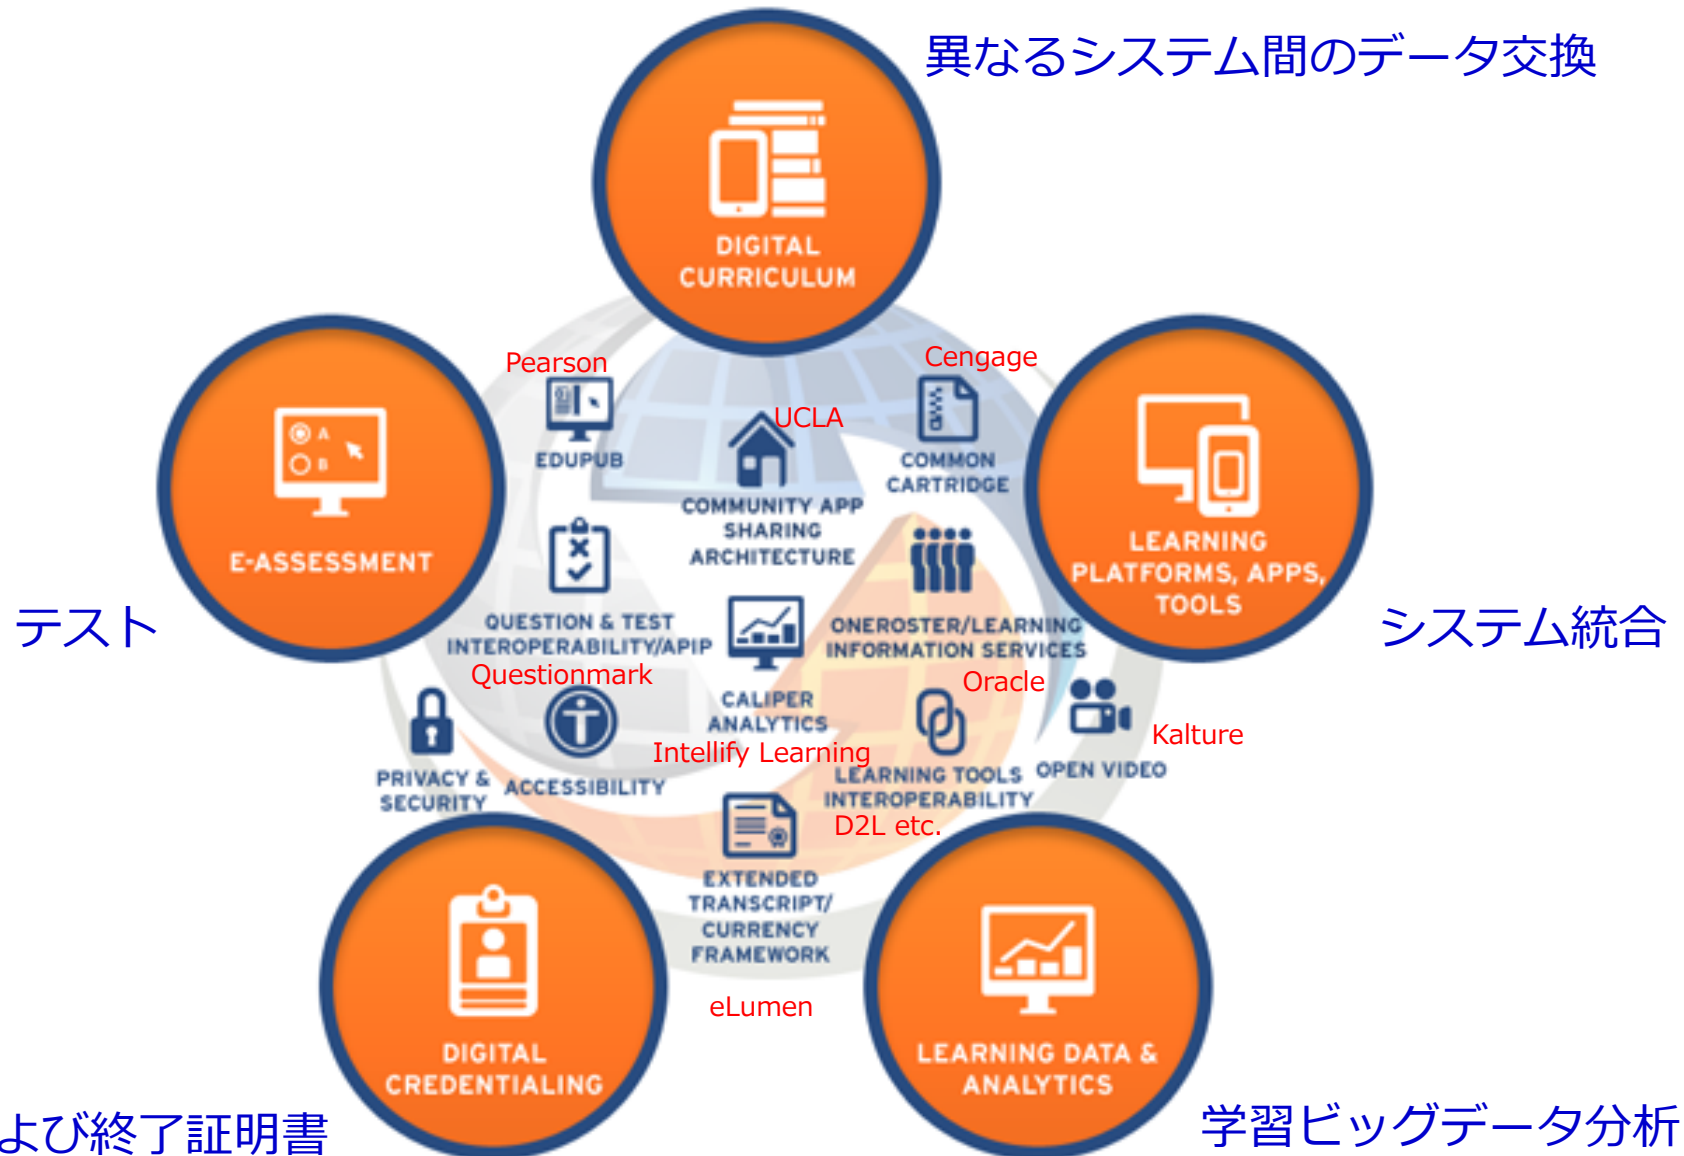 異なるシステム間のデータ交換
DIGITAL
CURRICULUM
Pearson
EDUPUB
UCLA
COMMUNITY APP
SHARING
ARCHITECTURE
Cengage
COMMON
CARTRIDGE
A
B
E-ASSESSMENT
テスト
LEARNING
PLATFORMS, APPS,
TOOLS
システム統合
QUESTION & TEST
INTEROPERABILITY/APIP
Questionmark
ONEROSTER/LEARNING
INFORMATION SERVICES
Oracle
CALIPER
ANALYTICS
Intellify Learning
PRIVACY &
SECURITY
ACCESSIBILITY
LEARNING TOOLS
INTEROPERABILITY
D2L etc.
Kalture
OPEN VIDEO
EXTENDED
TRANSCRIPT/
CURRENCY
FRAMEWORK
eLumen
DIGITAL
CREDENTIALING
よび終了証明書
LEARNING DATA &
ANALYTICS
学習ビッグデータ分析